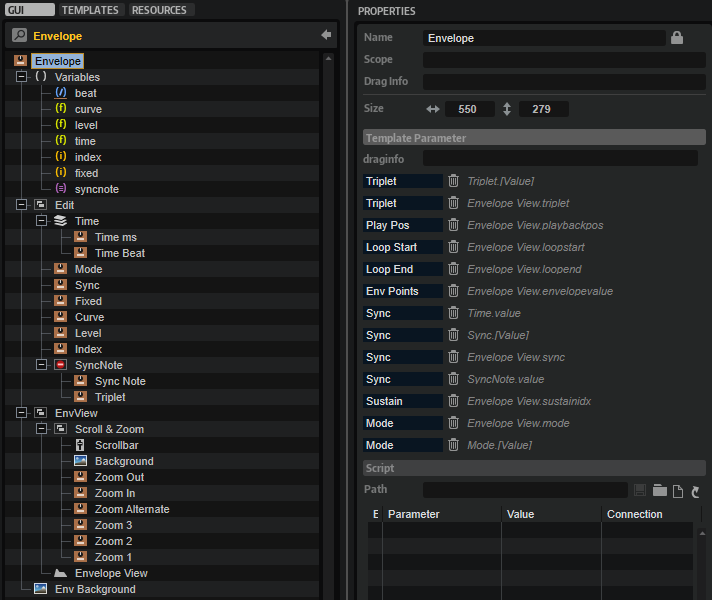 GUI TEMPLATES RESOURCES
Envelope
Envelope
Variables
beat
curve
level
time
index
fixed
syncnote
Edit
Time
Time ms
Time Beat
Mode
Sync
Fixed
Curve
Level
Index
SyncNote
Sync Note
Triplet
EnvView
Scroll & Zoom
Scrollbar
Background
Zoom Out
Zoom In
Zoom Alternate
Zoom 3
Zoom 2
Zoom 1
Envelope View
Env Background
PROPERTIES
Name Envelope
Scope
Drag Info
Size 550 279
Template Parameter
draginfo
Triplet Triplet.[Value]
Triplet Envelope View.triplet
Play Pos Envelope View.playbackpos
Loop Start Envelope View.loopstart
Loop End Envelope View.loopend
Env Points Envelope View.envelopevalue
Sync Time.value
Sync Sync.[Value]
Sync Envelope View.sync
Sync SyncNote.value
Sustain Envelope View.sustainidx
Mode Envelope View.mode
Mode Mode.[Value]
Script
Path
E Parameter Value Connection